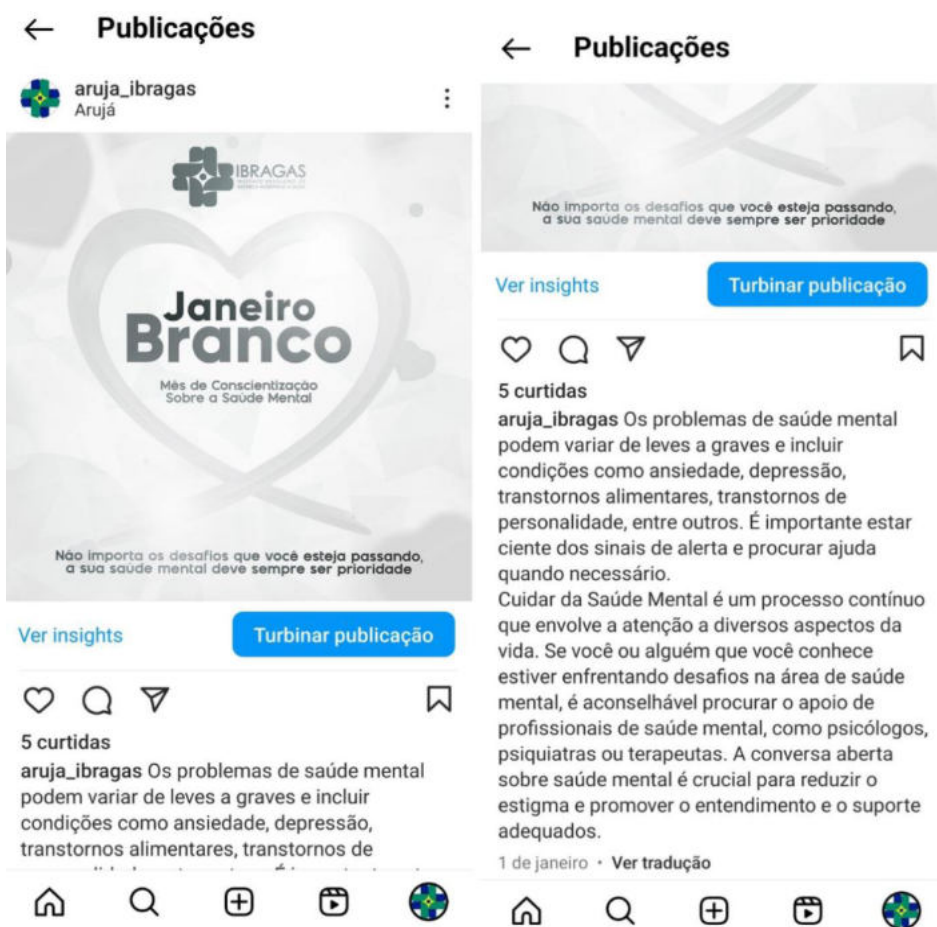 Publicações
aruja_ibragas
Arujá
IBRAGAS
Janeiro
Branco
Mês de Conscientização
Sobre a Saúde Mental
Não importa os desafios que você esteja passando,
a sua saúde mental deve sempre ser prioridade
Ver insights
Turbinar publicação
5 curtidas
aruja_ibragas Os problemas de saúde mental
podem variar de leves a graves e incluir
condições como ansiedade, depressão,
transtornos alimentares, transtornos de
Publicações
Não importa os desafios que você esteja passando,
a sua saúde mental deve sempre ser prioridade
Ver insights
Turbinar publicação
5 curtidas
aruja_ibragas Os problemas de saúde mental
podem variar de leves a graves e incluir
condições como ansiedade, depressão,
transtornos alimentares, transtornos de
personalidade, entre outros. É importante estar
ciente dos sinais de alerta e procurar ajuda
quando necessário.
Cuidar da Saúde Mental é um processo contínuo
que envolve a atenção a diversos aspectos da
vida. Se você ou alguém que você conhece
estiver enfrentando desafios na área de saúde
mental, é aconselhável procurar o apoio de
profissionais de saúde mental, como psicólogos,
psiquiatras ou terapeutas. A conversa aberta
sobre saúde mental é crucial para reduzir o
estigma e promover o entendimento e o suporte
adequados.
1 de janeiro • Ver tradução